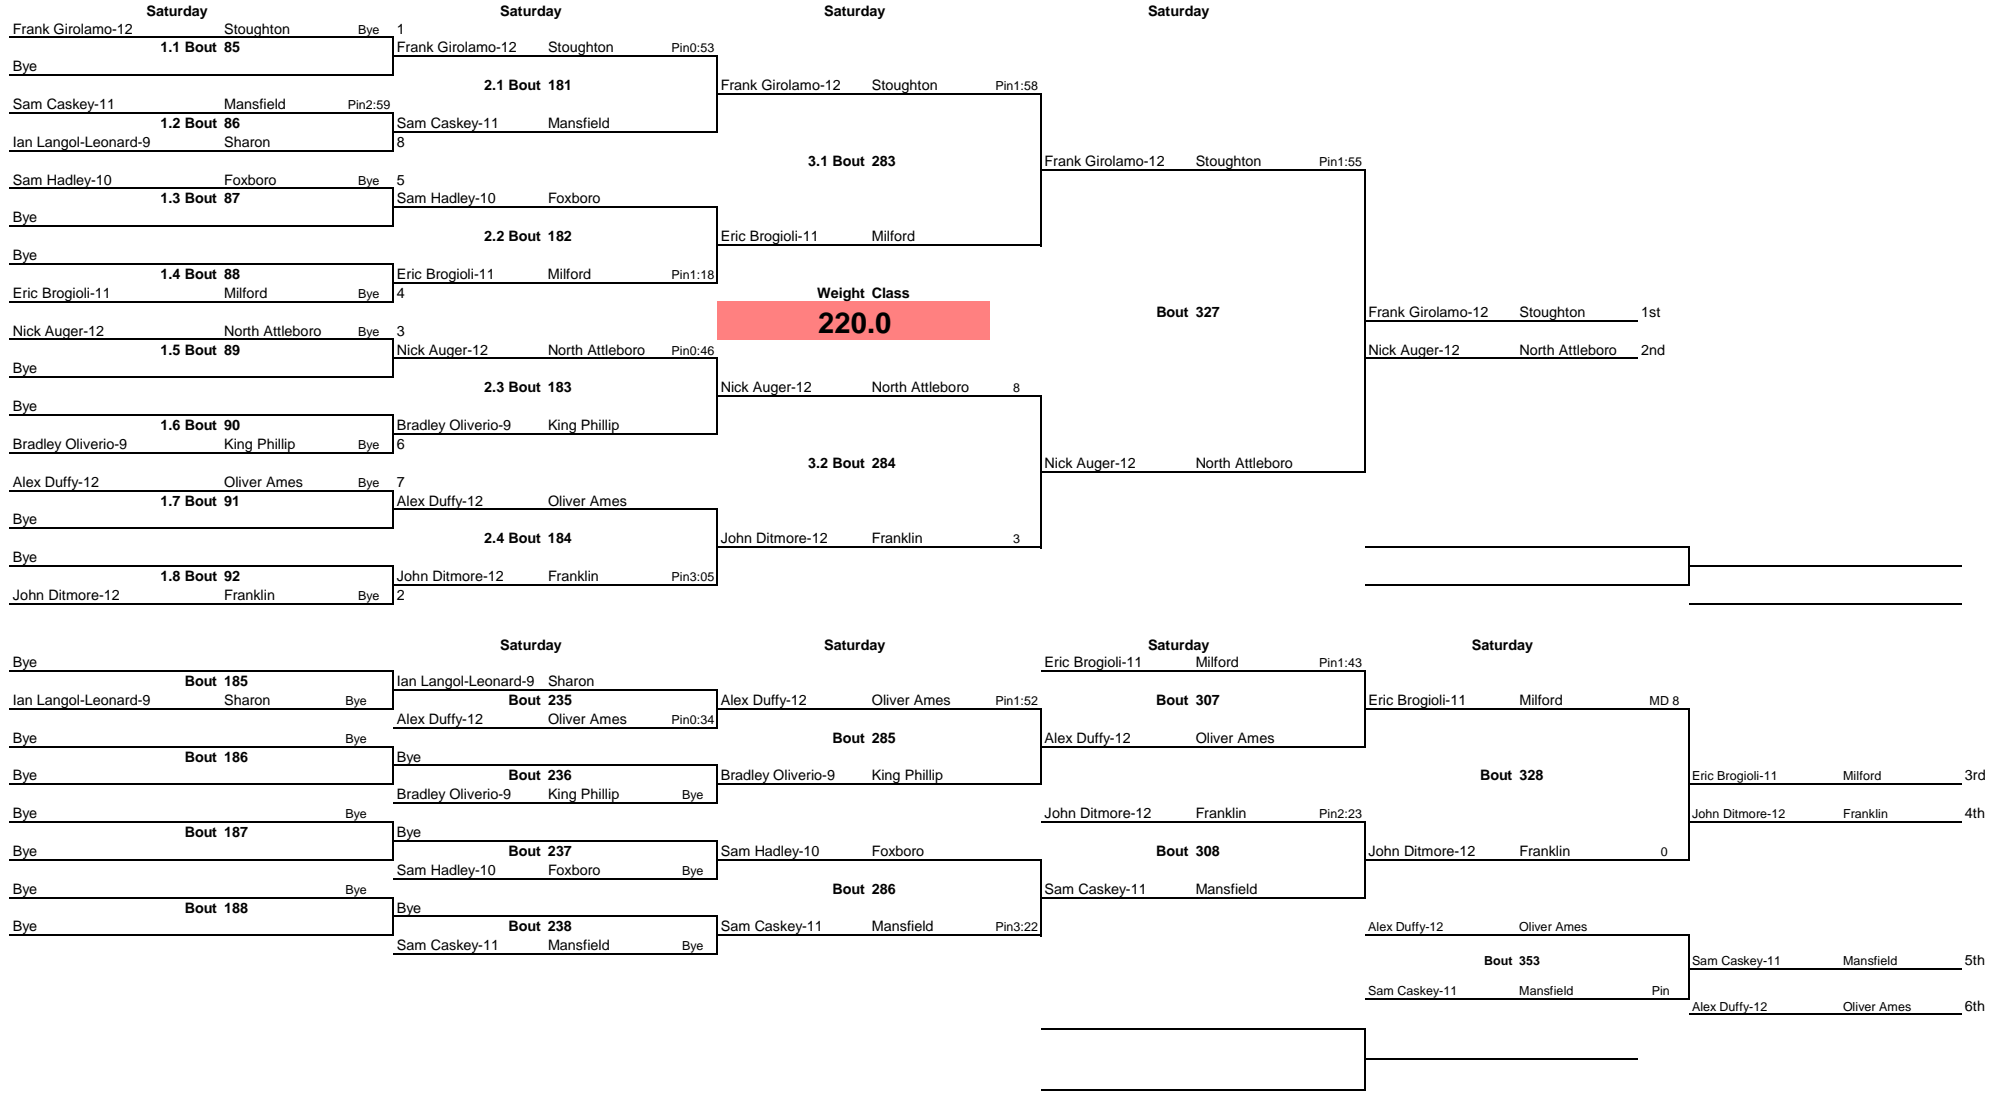 Saturday Saturday Saturday Saturday
Frank Girolamo-12 Stoughton Bye 1
1.1 Bout 85 Frank Girolamo-12 Stoughton Pin0:53
Bye
2.1 Bout 181 Frank Girolamo-12 Stoughton Pin1:58
Sam Caskey-11 Mansfield Pin2:59
1.2 Bout 86 Sam Caskey-11 Mansfield
Ian Langol-Leonard-9 Sharon 8
3.1 Bout 283 Frank Girolamo-12 Stoughton Pin1:55
Sam Hadley-10 Foxboro Bye 5
1.3 Bout 87 Sam Hadley-10 Foxboro
Bye
2.2 Bout 182 Eric Brogioli-11 Milford
Bye
1.4 Bout 88 Eric Brogioli-11 Milford Pin1:18
Eric Brogioli-11 Milford Bye 4 Weight Class
Bout 327 Frank Girolamo-12 Stoughton 1st
220.0
Nick Auger-12 North Attleboro Bye 3
1.5 Bout 89 Nick Auger-12 North Attleboro Pin0:46 Nick Auger-12 North Attleboro 2nd
Bye
2.3 Bout 183 Nick Auger-12 North Attleboro 8
Bye
1.6 Bout 90 Bradley Oliverio-9 King Phillip
Bradley Oliverio-9 King Phillip Bye 6
3.2 Bout 284 Nick Auger-12 North Attleboro
Alex Duffy-12 Oliver Ames Bye 7
1.7 Bout 91 Alex Duffy-12 Oliver Ames
Bye
2.4 Bout 184 John Ditmore-12 Franklin 3
Bye
1.8 Bout 92 John Ditmore-12 Franklin Pin3:05
John Ditmore-12 Franklin Bye 2
Saturday Saturday Saturday Saturday
Bye Eric Brogioli-11 Milford Pin1:43
Bout 185 Ian Langol-Leonard-9 Sharon
Ian Langol-Leonard-9 Sharon Bye Bout 235 Alex Duffy-12 Oliver Ames Pin1:52 Bout 307 Eric Brogioli-11 Milford MD 8
Alex Duffy-12 Oliver Ames Pin0:34
Bye Bye Bout 285 Alex Duffy-12 Oliver Ames
Bout 186 Bye
Bye Bout 236 Bradley Oliverio-9 King Phillip Bout 328 Eric Brogioli-11 Milford 3rd
Bradley Oliverio-9 King Phillip Bye
Bye Bye John Ditmore-12 Franklin Pin2:23 John Ditmore-12 Franklin 4th
Bout 187 Bye
Bye Bout 237 Sam Hadley-10 Foxboro Bout 308 John Ditmore-12 Franklin 0
Sam Hadley-10 Foxboro Bye
Bye Bye Bout 286 Sam Caskey-11 Mansfield
Bout 188 Bye
Bye Bout 238 Sam Caskey-11 Mansfield Pin3:22 Alex Duffy-12 Oliver Ames
Sam Caskey-11 Mansfield Bye
Bout 353 Sam Caskey-11 Mansfield 5th
Sam Caskey-11 Mansfield Pin
Alex Duffy-12 Oliver Ames 6th